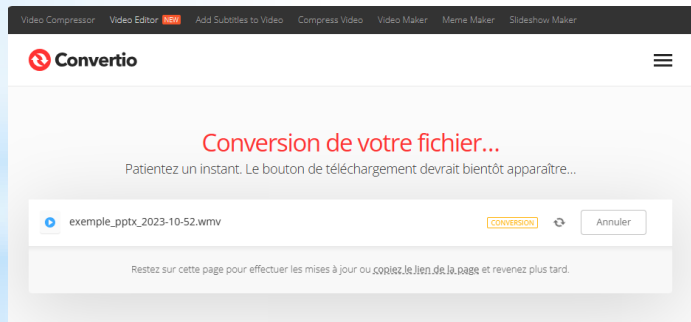 Video Compressor Video Editor NEW Add Subtitles to Video Compress Video Video Maker Meme Maker Slideshow Maker
Convertio
Conversion de votre fichier...
Patientez un instant. Le bouton de téléchargement devrait bientôt apparaître...
exemple_pptx_2023-10-52.wmv CONVERSION Annuler
Restez sur cette page pour effectuer les mises à jour ou copiez le lien de la page et revenez plus tard.